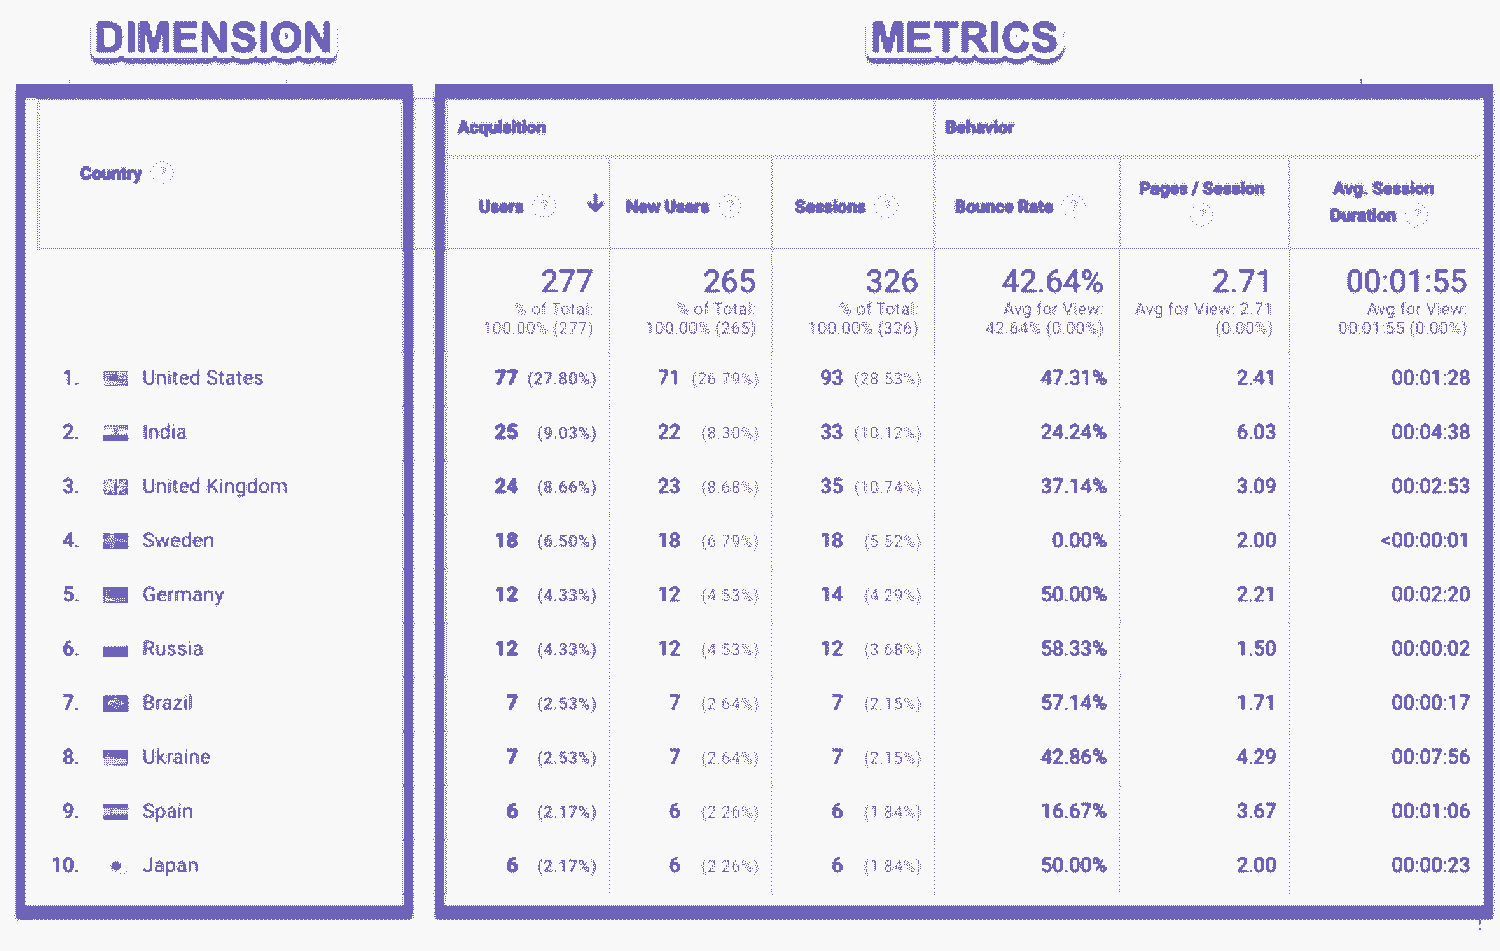 DIMENSION METRICS
Acquisition Behavior
Country ?
Users ? New Users ? Sessions ? Bounce Rate ? Pages / Session ? Avg. Session Duration ?
277 265 326 42.64% 2.71 00:01:55
% of Total: % of Total: % of Total: Avg for View: Avg for View: 2.71 Avg for View:
100.00% (277) 100.00% (265) 100.00% (326) 42.64% (0.00%) (0.00%) 00:01:55 (0.00%)
1. United States 77 (27.80%) 71 (26.79%) 93 (28.53%) 47.31% 2.41 00:01:28
2. India 25 (9.03%) 22 (8.30%) 33 (10.12%) 24.24% 6.03 00:04:38
3. United Kingdom 24 (8.66%) 23 (8.68%) 35 (10.74%) 37.14% 3.09 00:02:53
4. Sweden 18 (6.50%) 18 (6.79%) 18 (5.52%) 0.00% 2.00 <00:00:01
5. Germany 12 (4.33%) 12 (4.53%) 14 (4.29%) 50.00% 2.21 00:02:20
6. Russia 12 (4.33%) 12 (4.53%) 12 (3.68%) 58.33% 1.50 00:00:02
7. Brazil 7 (2.53%) 7 (2.64%) 7 (2.15%) 57.14% 1.71 00:00:17
8. Ukraine 7 (2.53%) 7 (2.64%) 7 (2.15%) 42.86% 4.29 00:07:56
9. Spain 6 (2.17%) 6 (2.26%) 6 (1.84%) 16.67% 3.67 00:01:06
10. Japan 6 (2.17%) 6 (2.26%) 6 (1.84%) 50.00% 2.00 00:00:23